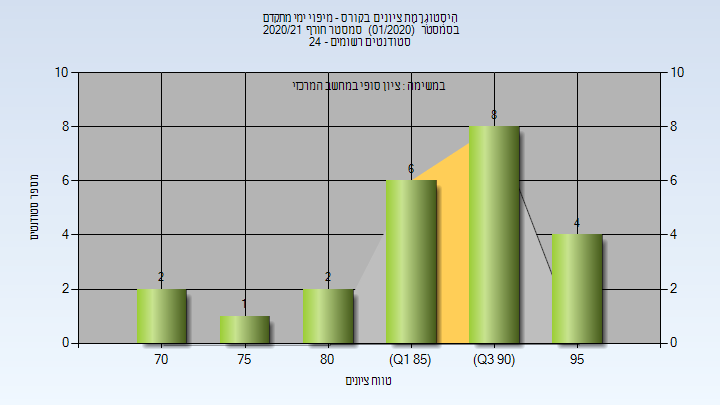 היסטוגרמת ציונים בקורס - מיפוי ימי מתקדם
בסמסטר (01/2020) סמסטר חורף 2020/21
סטודנטים רשומים - 24
במשימה : ציון סופי במחשב המרכזי
מספר סטודנטים
10 10
8 8
6 6
4 4
2 2
0 0
2 1 2 6 8 4
70 75 80 (Q1 85) (Q3 90) 95
טווח ציונים